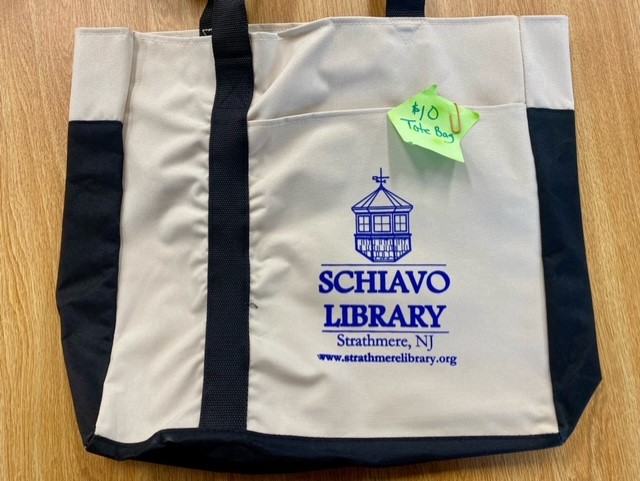 $10
Tote Bag
SCHIAVO
LIBRARY
Strathmere, NJ
www.strathmerelibrary.org